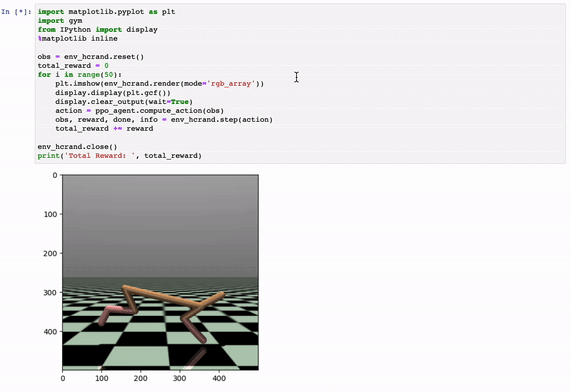 In [*]: import matplotlib.pyplot as plt
import gym
from IPython import display
%matplotlib inline

obs = env_hcrand.reset()
total_reward = 0
for i in range(50):
    plt.imshow(env_hcrand.render(mode='rgb_array'))
    display.display(plt.gcf())
    display.clear_output(wait=True)
    action = ppo_agent.compute_action(obs)
    obs, reward, done, info = env_hcrand.step(action)
    total_reward += reward

env_hcrand.close()
print('Total Reward: ', total_reward)
0
100
200
300
400
0 100 200 300 400